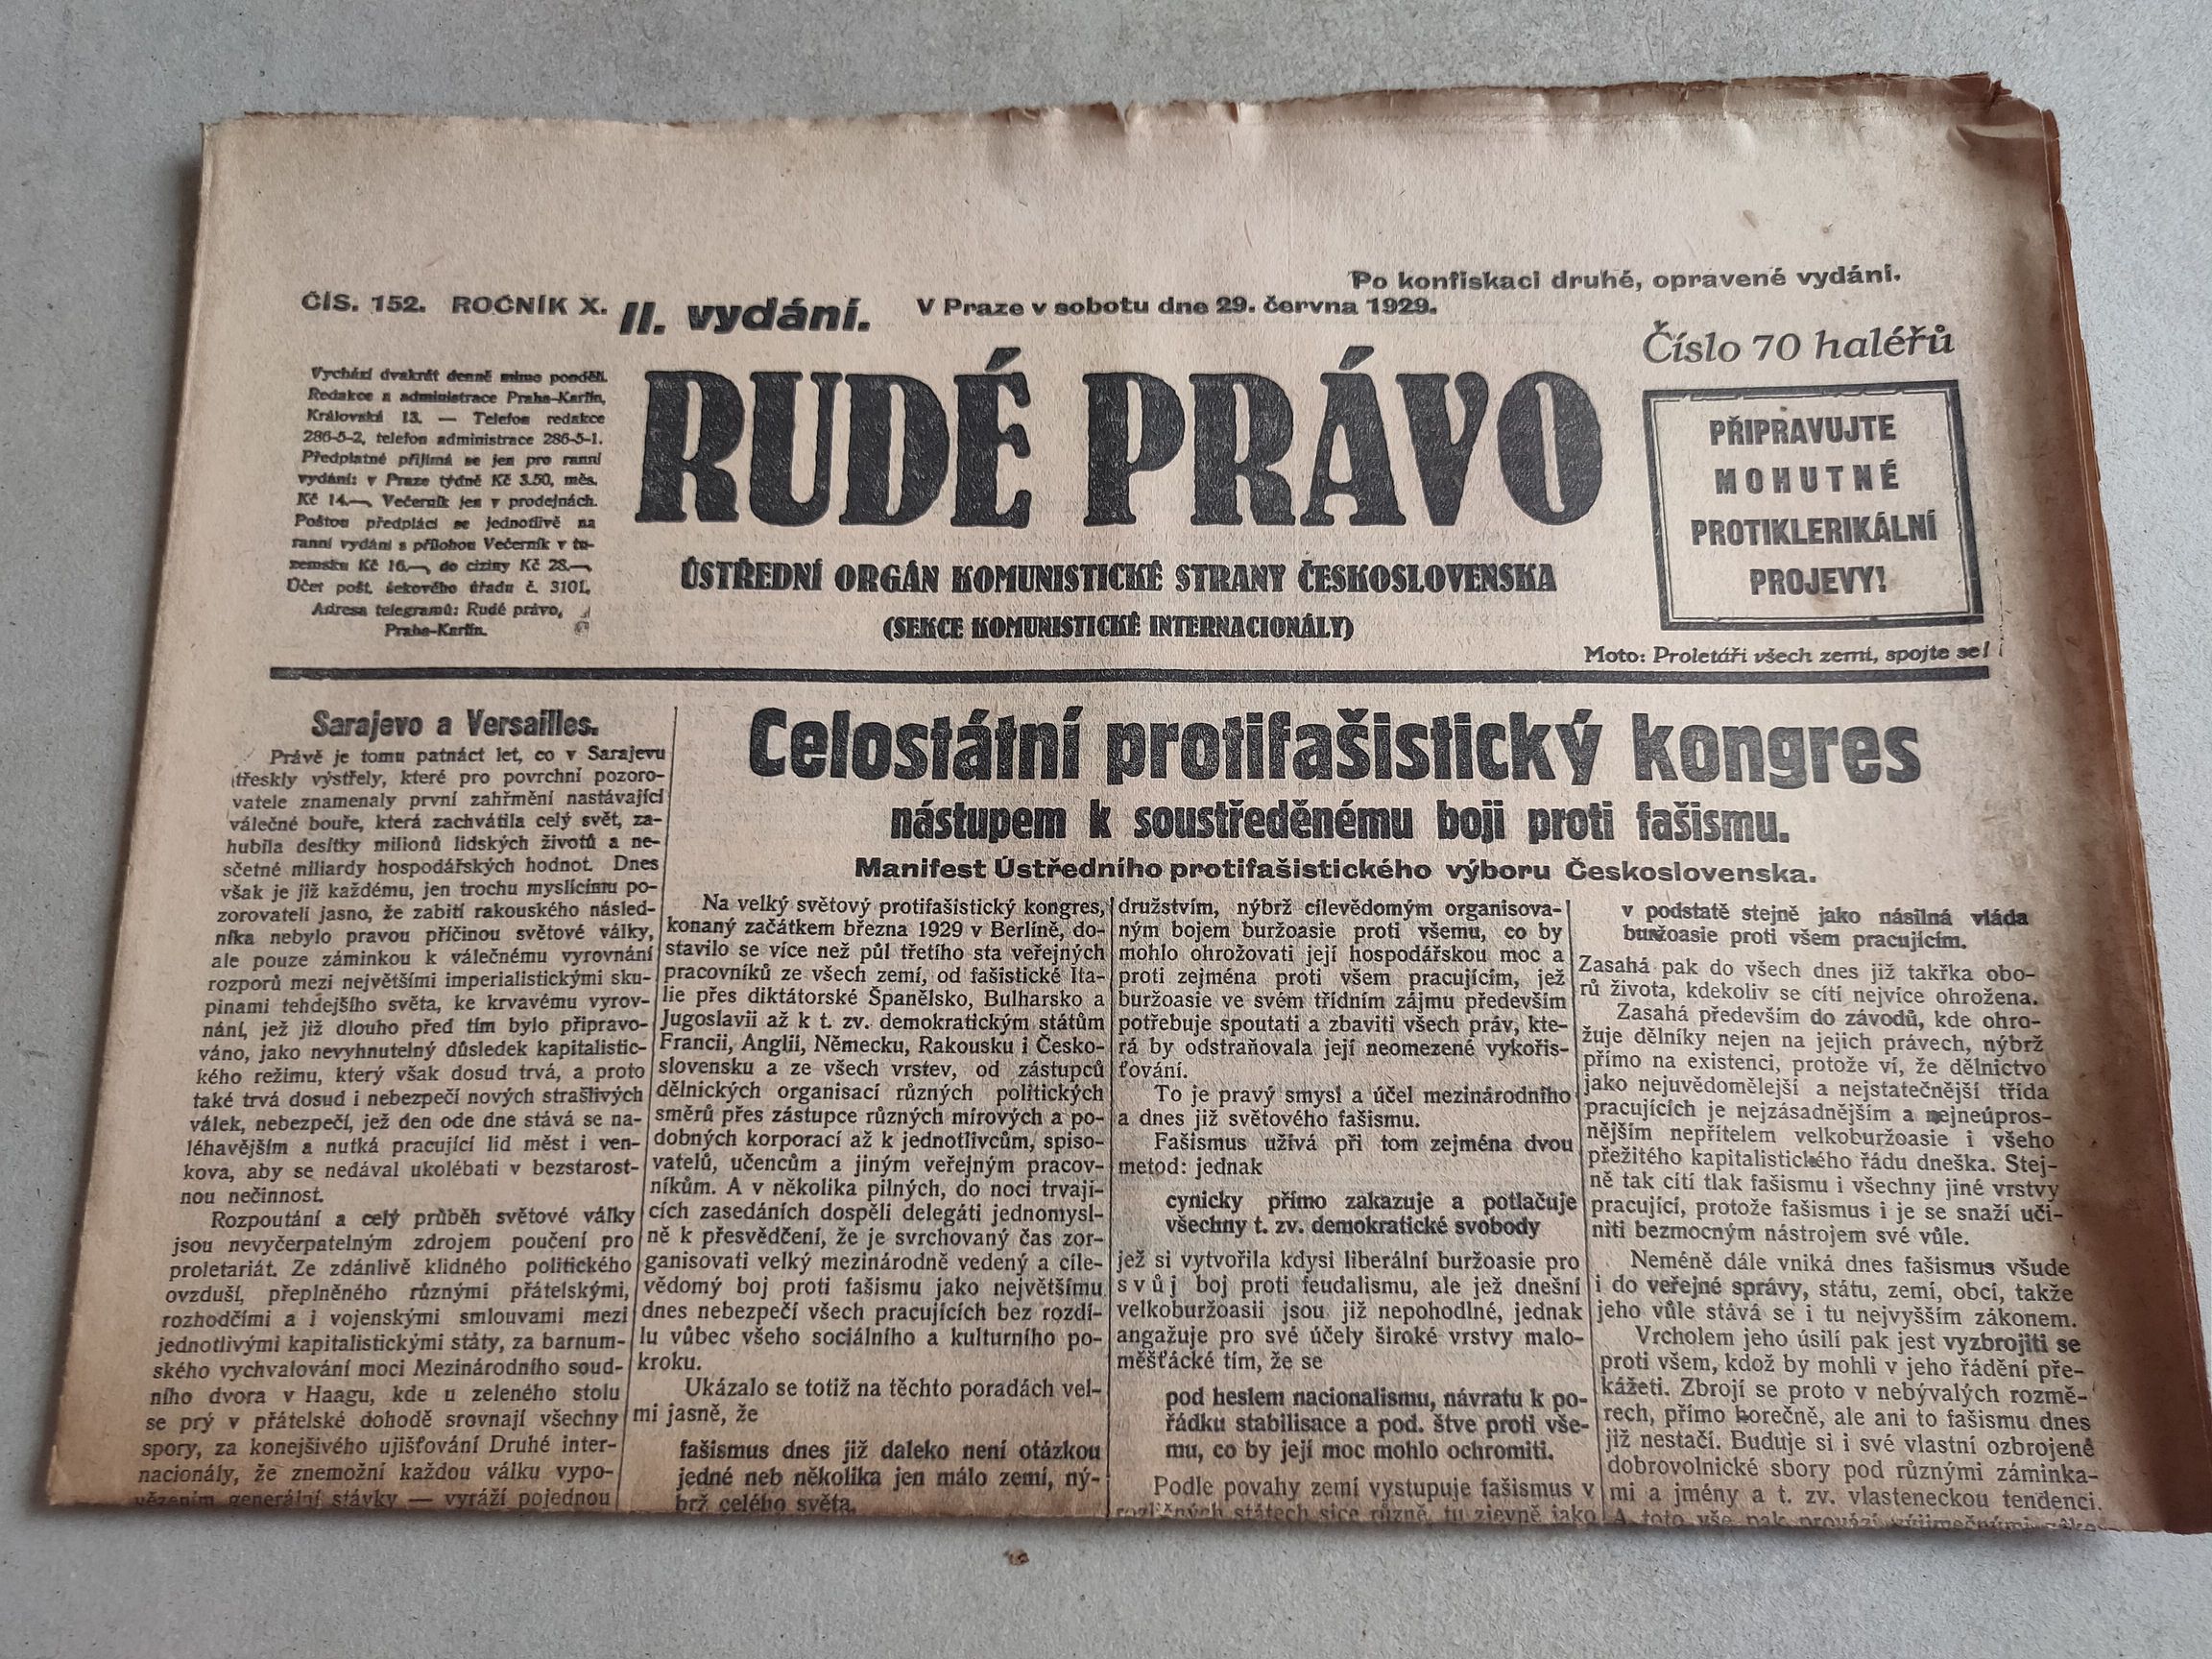 Po konfiskaci druhé, opravené vydání.
ČÍS. 152. ROČNÍK X. II. vydání. V Praze v sobotu dne 29. června 1929.
Číslo 70 haléřů
Vychází dvakrát denně mimo pondělí.
Redakce a administrace Praha-Karlín,
Královská 13. — Telefon redakce
286-5-2, telefon administrace 286-5-1.
Předplatné přijímá se jen pro ranní
vydání: v Praze týdně Kč 3.50, měs.
Kč 14.—, Večerník jen v prodejnách.
Poštou předplácí se jednotlivě na
ranní vydání s přílohou Večerník v tu-
zemsku Kč 16.—, do ciziny Kč 28.—,
Účet pošt. šekového úřadu č. 3101.
Adresa telegramů: Rudé právo,
Praha-Karlín.
RUDÉ PRÁVO
ÚSTŘEDNÍ ORGÁN KOMUNISTICKÉ STRANY ČESKOSLOVENSKA
(SEKCE KOMUNISTICKÉ INTERNACIONÁLY)
PŘIPRAVUJTE
MOHUTNÉ
PROTIKLERIKÁLNÍ
PROJEVY!
Moto: Proletáři všech zemí, spojte se!
Sarajevo a Versailles.
Právě je tomu patnáct let, co v Sarajevu
třeskly výstřely, které pro povrchní pozoro-
vatele znamenaly první zahřmění nastávající
válečné bouře, která zachvátila celý svět, za-
hubila desítky milionů lidských životů a ne-
sčetné miliardy hospodářských hodnot. Dnes
však je již každému, jen trochu myslícímu po-
zorovateli jasno, že zabití rakouského násled-
níka nebylo pravou příčinou světové války,
ale pouze záminkou k válečnému vyrovnání
rozporů mezi největšími imperialistickými sku-
pinami tehdejšího světa, ke krvavému vyrov-
nání, jež již dlouho před tím bylo připravo-
váno, jako nevyhnutelný důsledek kapitalistic-
kého režimu, který však dosud trvá, a proto
také trvá dosud i nebezpečí nových strašlivých
válek, nebezpečí, jež den ode dne stává se na-
léhavějším a nutká pracující lid měst i ven-
kova, aby se nedával ukolébati v bezstarost-
nou nečinnost.
Rozpoutání a celý průběh světové války
jsou nevyčerpatelným zdrojem poučení pro
proletariát. Ze zdánlivě klidného politického
ovzduší, přeplněného různými přátelskými,
rozhodčími a i vojenskými smlouvami mezi
jednotlivými kapitalistickými státy, za barnum-
ského vychvalování moci Mezinárodního soud-
ního dvora v Haagu, kde u zeleného stolu
se prý v přátelské dohodě srovnají všechny
spory, za konejšivého ujišťování Druhé inter-
nacionály, že znemožní každou válku vypo-
vězením generální stávky — vyráží pojednou
Celostátní protifašistický kongres
nástupem k soustředěnému boji proti fašismu.
Manifest Ústředního protifašistického výboru Československa.
Na velký světový protifašistický kongres,
konaný začátkem března 1929 v Berlíně, do-
stavilo se více než půl třetího sta veřejných
pracovníků ze všech zemí, od fašistické Ita-
lie přes diktátorské Španělsko, Bulharsko a
Jugoslavii až k t. zv. demokratickým státům
Francii, Anglii, Německu, Rakousku i Česko-
slovensku a ze všech vrstev, od zástupců
dělnických organisací různých politických
směrů přes zástupce různých mírových a po-
dobných korporací až k jednotlivcům, spiso-
vatelů, učencům a jiným veřejným pracov-
níkům. A v několika pilných, do noci trvají-
cích zasedáních dospěli delegáti jednomysl-
ně k přesvědčení, že je svrchovaný čas zor-
ganisovati velký mezinárodně vedený a cíle-
vědomý boj proti fašismu jako největšímu
dnes nebezpečí všech pracujících bez rozdí-
lu vůbec všeho sociálního a kulturního po-
kroku.
Ukázalo se totiž na těchto poradách vel-
mi jasně, že
fašismus dnes již daleko není otázkou
jedné neb několika jen málo zemí, ný-
brž celého světa.
družstvím, nýbrž cílevědomým organisova-
ným bojem buržoasie proti všemu, co by
mohlo ohrožovati její hospodářskou moc a
proti zejména proti všem pracujícím, jež
buržoasie ve svém třídním zájmu především
potřebuje spoutati a zbaviti všech práv, kte-
rá by odstraňovala její neomezené vykořis-
ťování.
To je pravý smysl a účel mezinárodního
a dnes již světového fašismu.
Fašismus užívá při tom zejména dvou
metod: jednak
cynicky přímo zakazuje a potlačuje
všechny t. zv. demokratické svobody
jež si vytvořila kdysi liberální buržoasie pro
svůj boj proti feudalismu, ale jež dnešní
velkoburžoasii jsou již nepohodlné, jednak
angažuje pro své účely široké vrstvy malo-
měšťácké tím, že se
pod heslem nacionalismu, návratu k po-
řádku stabilisace a pod. štve proti vše-
mu, co by její moc mohlo ochromiti.
Podle povahy zemí vystupuje fašismus v
rozličných státech sice různě, tu zjevně jako
v podstatě stejně jako násilná vláda
buržoasie proti všem pracujícím.
Zasahá pak do všech dnes již takřka obo-
rů života, kdekoliv se cítí nejvíce ohrožena.
Zasahá především do závodů, kde ohro-
žuje dělníky nejen na jejich právech, nýbrž
přímo na existenci, protože ví, že dělnictvo
jako nejuvědomělejší a nejstatečnější třída
pracujících je nejzásadnějším a nejneúpros-
nějším nepřítelem velkoburžoasie i všeho
přežitého kapitalistického řádu dneška. Stej-
ně tak cítí tlak fašismu i všechny jiné vrstvy
pracující, protože fašismus i je se snaží uči-
niti bezmocným nástrojem své vůle.
Neméně dále vniká dnes fašismus všude
i do veřejné správy, státu, zemí, obcí, takže
jeho vůle stává se i tu nejvyšším zákonem.
Vrcholem jeho úsilí pak jest vyzbrojiti se
proti všem, kdož by mohli v jeho řádění pře-
kážeti. Zbrojí se proto v nebývalých rozmě-
rech, přímo horečně, ale ani to fašismu dnes
již nestačí. Buduje si i své vlastní ozbrojené
dobrovolnické sbory pod různými záminka-
mi a jmény a t. zv. vlasteneckou tendenci.
A toto vše pak provází výjimečnými záko-